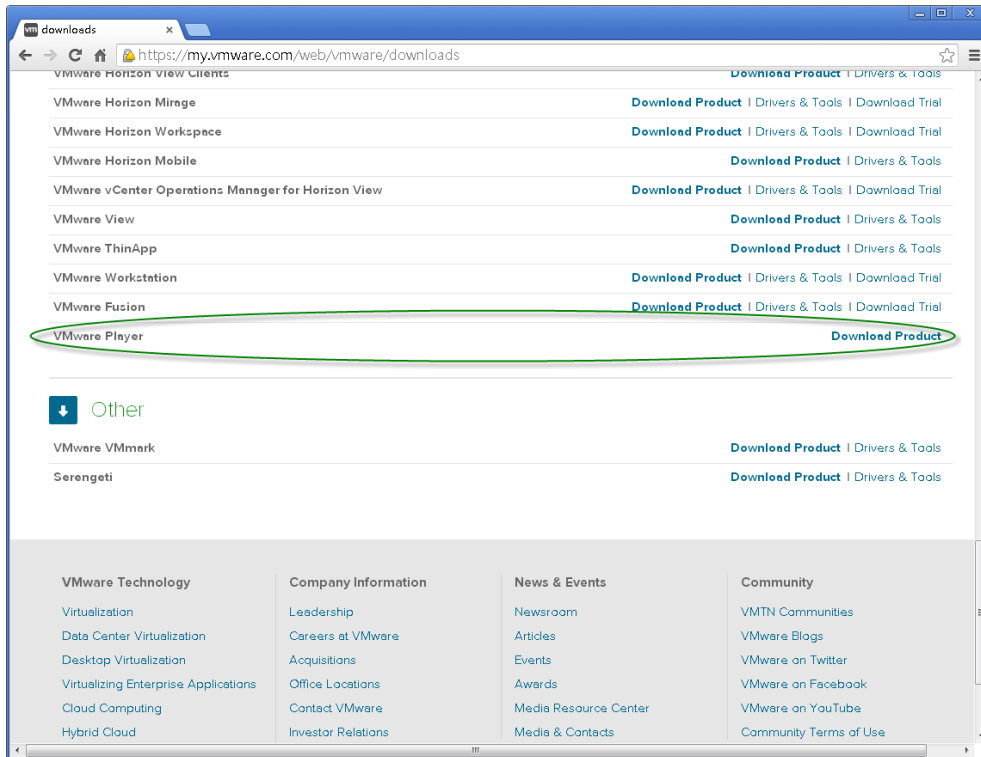 vm downloads ×
https://my.vmware.com/web/vmware/downloads
VMware Horizon View Clients Download Product | Drivers & Tools
VMware Horizon Mirage Download Product | Drivers & Tools | Download Trial
VMware Horizon Workspace Download Product | Drivers & Tools | Download Trial
VMware Horizon Mobile Download Product | Drivers & Tools
VMware vCenter Operations Manager for Horizon View Download Product | Drivers & Tools | Download Trial
VMware View Download Product | Drivers & Tools
VMware ThinApp Download Product | Drivers & Tools
VMware Workstation Download Product | Drivers & Tools | Download Trial
VMware Fusion Download Product | Drivers & Tools | Download Trial
VMware Player Download Product
Other
VMware VMmark Download Product | Drivers & Tools
Serengeti Download Product | Drivers & Tools
VMware Technology Company Information News & Events Community
Virtualization Leadership Newsroom VMTN Communities
Data Center Virtualization Careers at VMware Articles VMware Blogs
Desktop Virtualization Acquisitions Events VMware on Twitter
Virtualizing Enterprise Applications Office Locations Awards VMware on Facebook
Cloud Computing Contact VMware Media Resource Center VMware on YouTube
Hybrid Cloud Investor Relations Media & Contacts Community Terms of Use